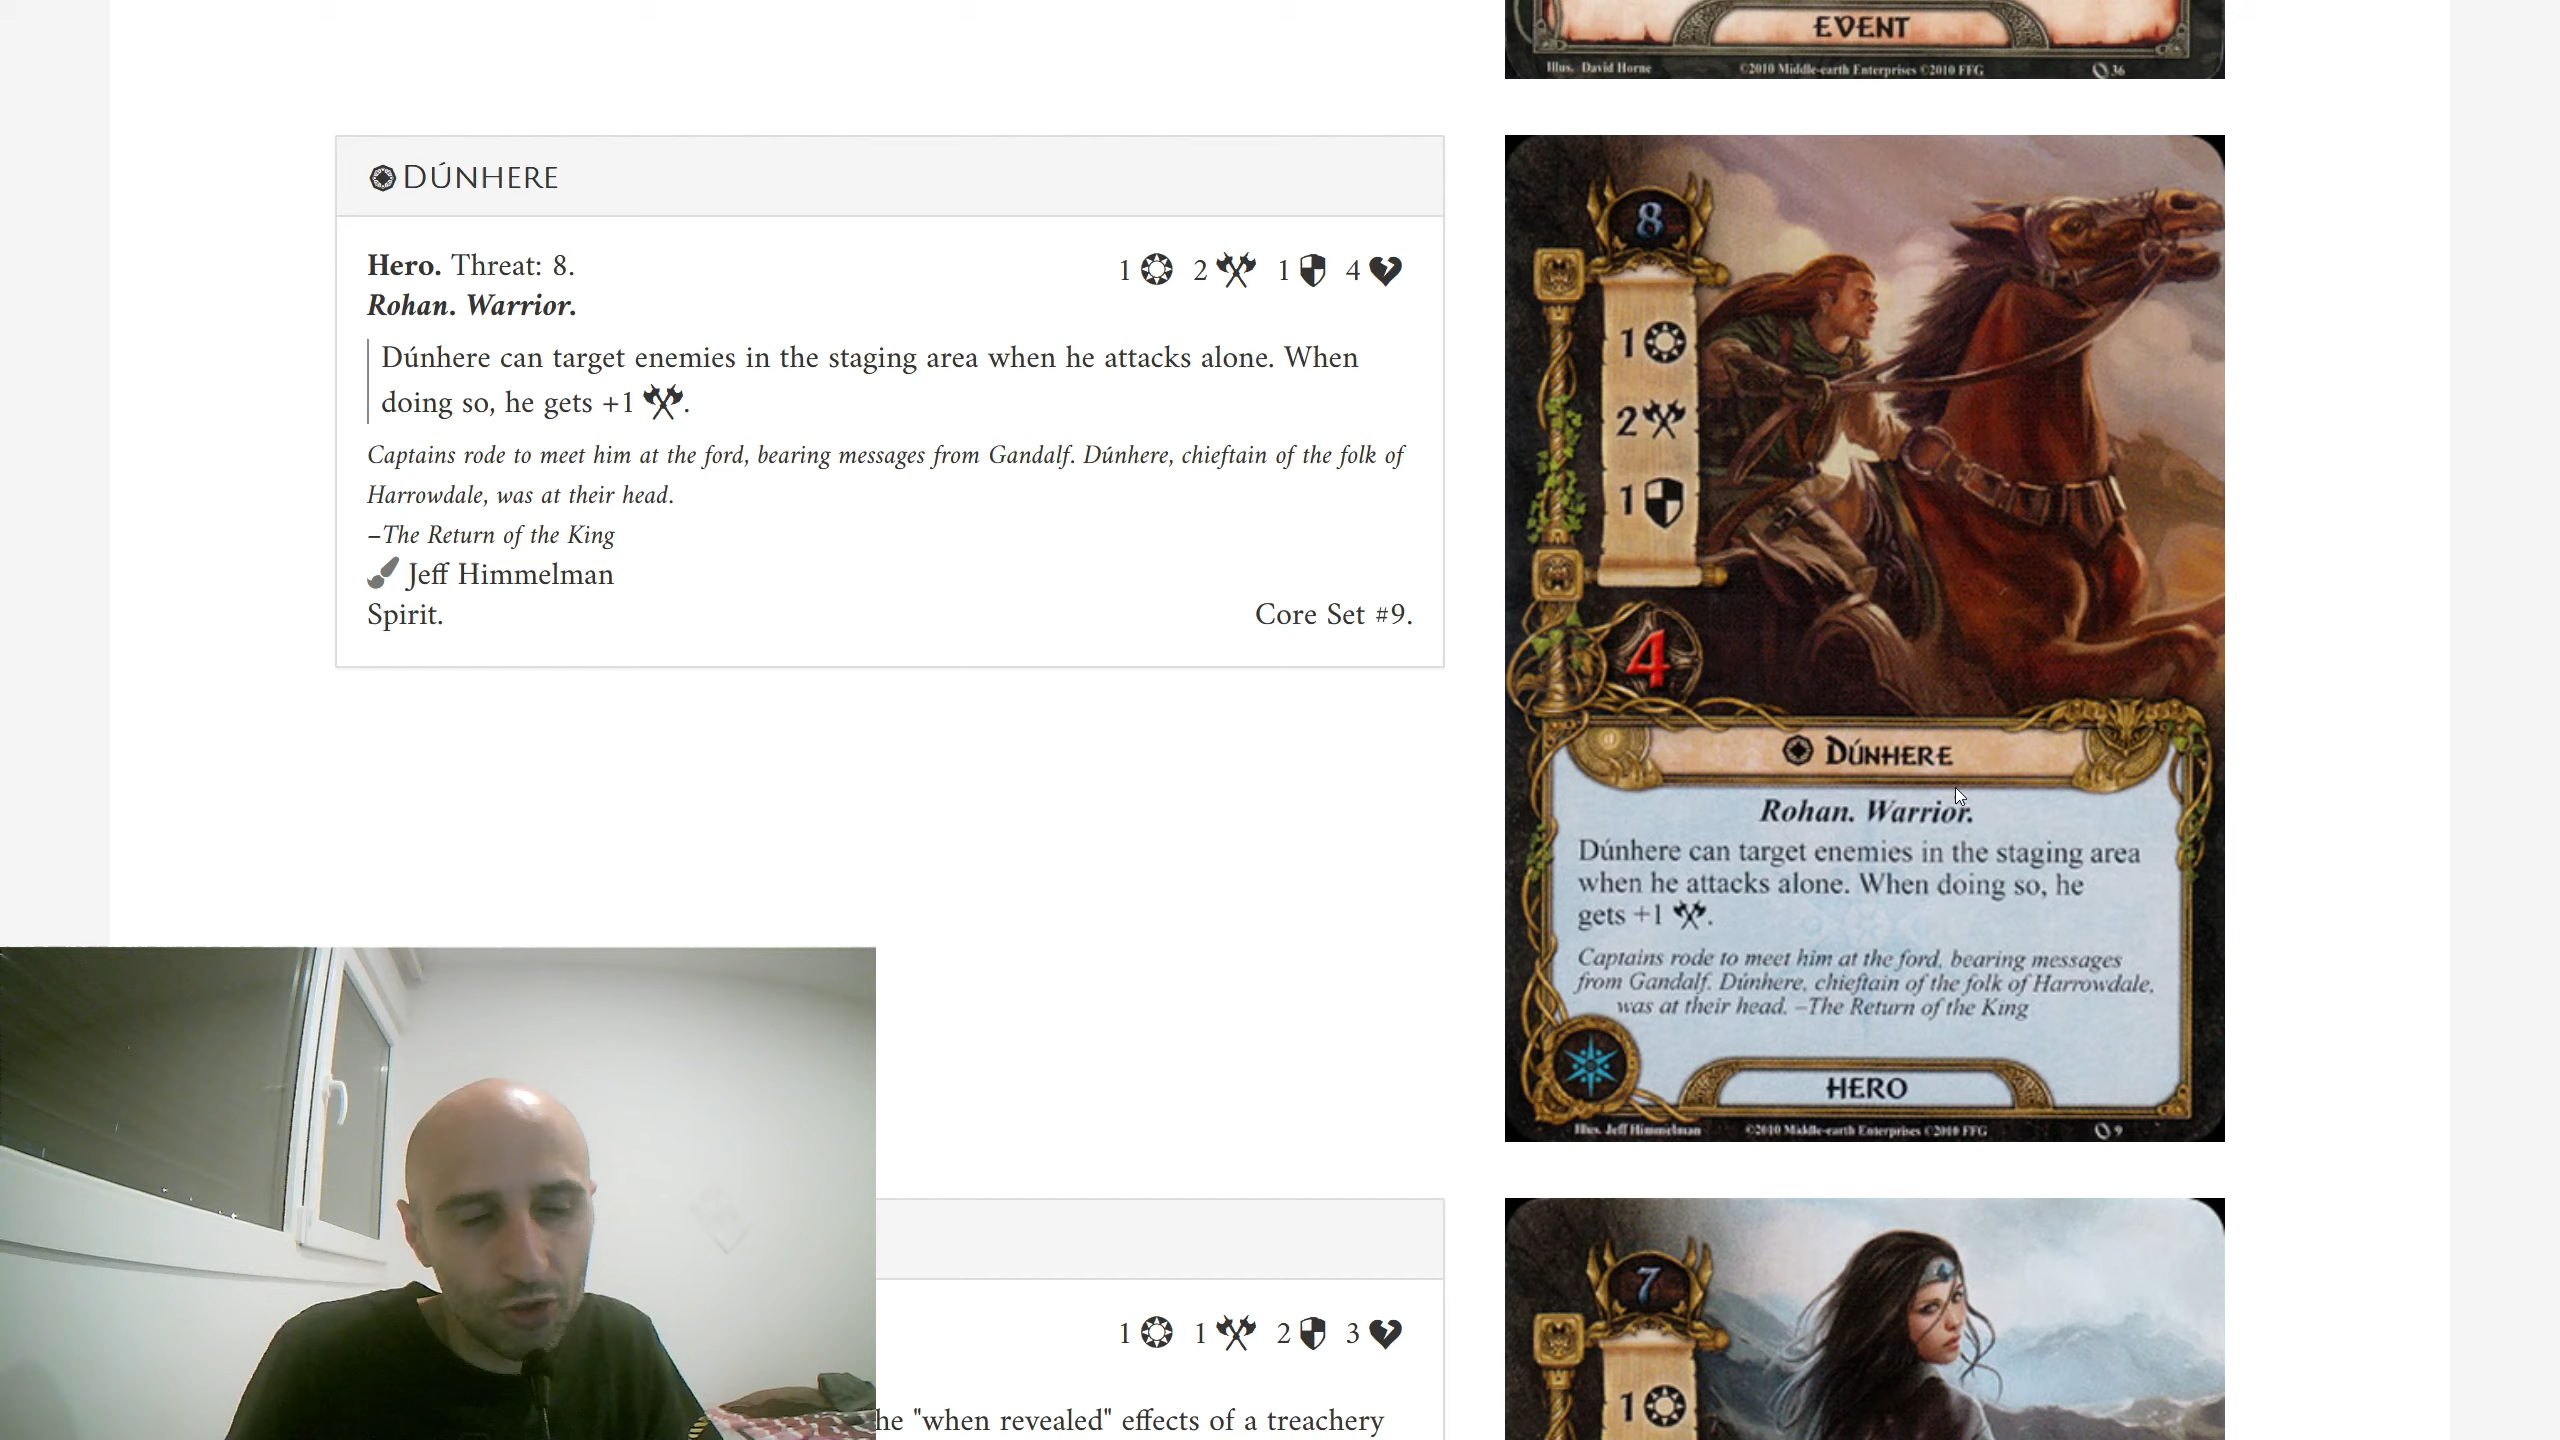 EVENT
Illus. David Horne
©2010 Middle-earth Enterprises ©2010 FFG
36
DÚNHERE
Hero. Threat: 8.
1 2 1 4
Rohan. Warrior.
Dúnhere can target enemies in the staging area when he attacks alone. When
doing so, he gets +1 .
Captains rode to meet him at the ford, bearing messages from Gandalf. Dúnhere, chieftain of the folk of
Harrowdale, was at their head.
–The Return of the King
Jeff Himmelman
Spirit.
Core Set #9.
8
1
2
1
4
DÚNHERE
Rohan. Warrior.
Dúnhere can target enemies in the staging area
when he attacks alone. When doing so, he
gets +1 .
Captains rode to meet him at the ford, bearing messages
from Gandalf. Dúnhere, chieftain of the folk of Harrowdale,
was at their head. –The Return of the King
HERO
Illus. Jeff Himmelman
©2010 Middle-earth Enterprises ©2010 FFG
9
1 1 2 3
he "when revealed" effects of a treachery
7
1